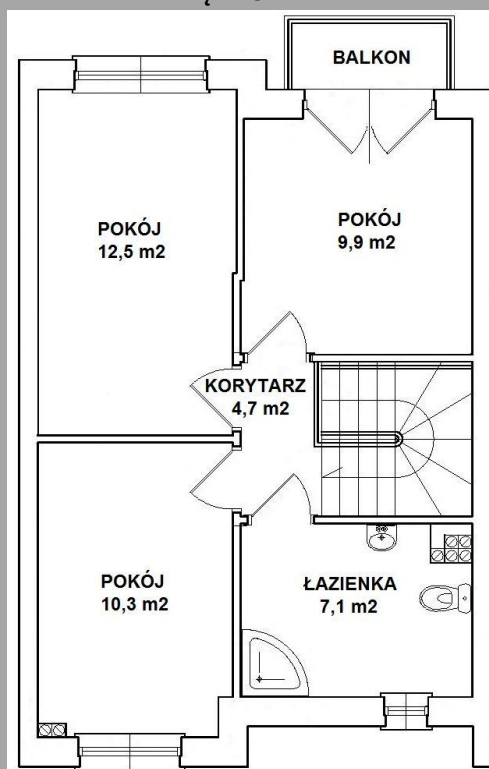 BALKON
POKÓJ
12,5 m2
POKÓJ
9,9 m2
KORYTARZ
4,7 m2
POKÓJ
10,3 m2
ŁAZIENKA
7,1 m2